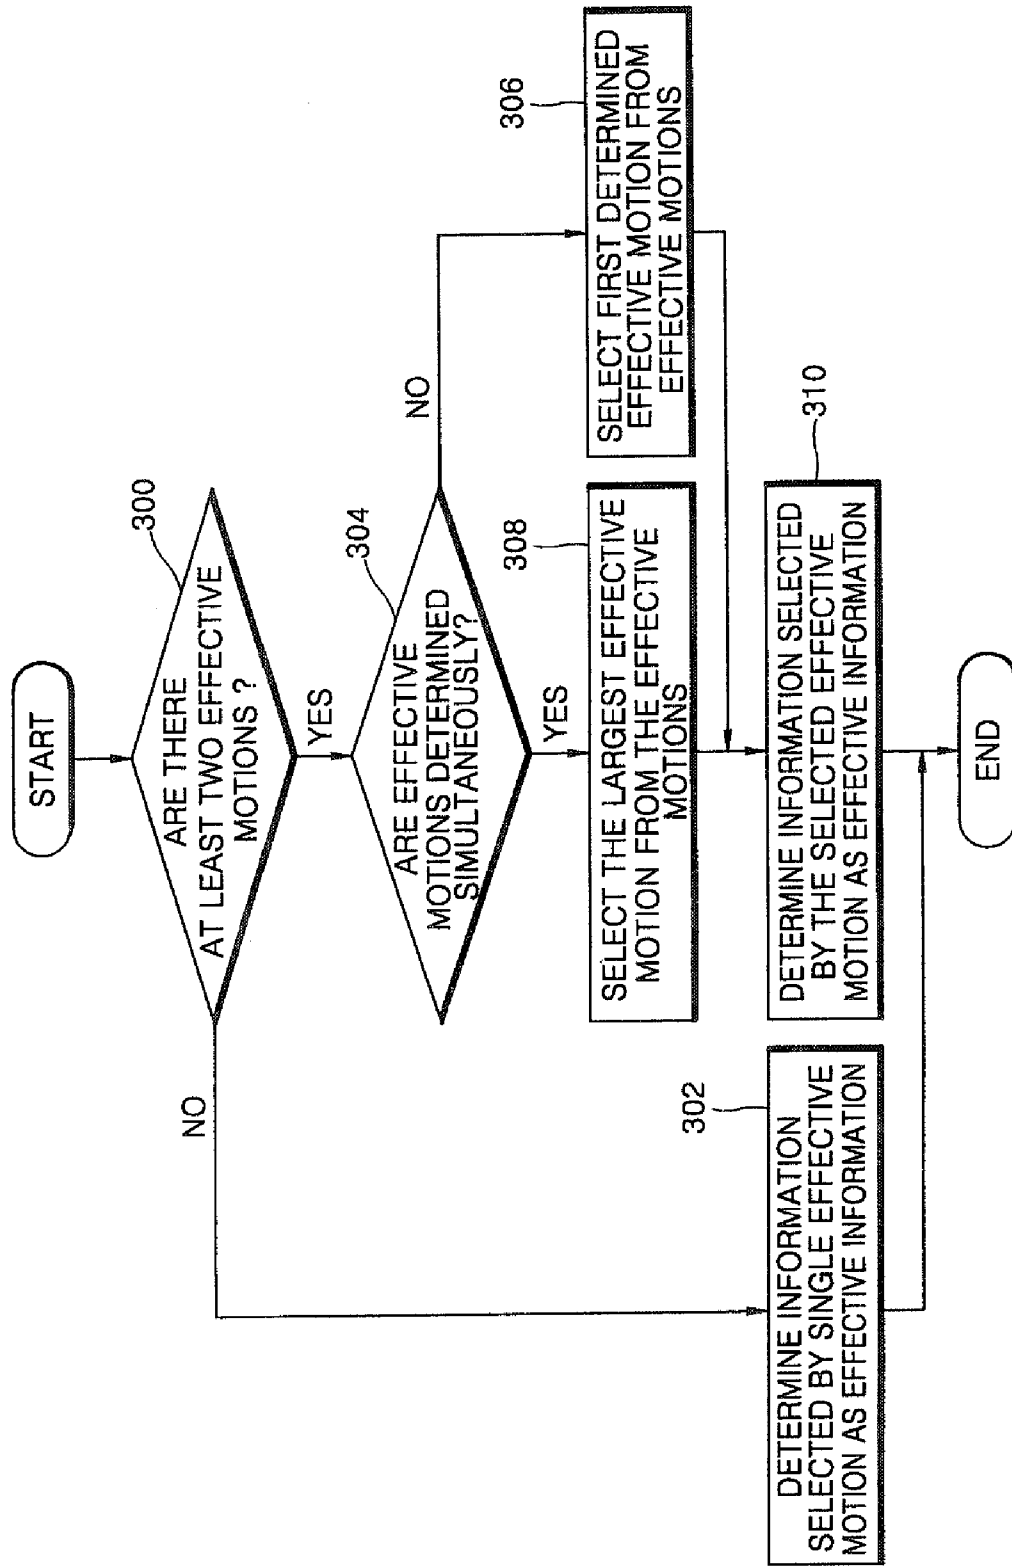 START
300
ARE THERE
AT LEAST TWO EFFECTIVE
MOTIONS ?
NO
YES
304
ARE EFFECTIVE
MOTIONS DETERMINED
SIMULTANEOUSLY?
NO
YES
308
SELECT THE LARGEST EFFECTIVE
MOTION FROM THE EFFECTIVE
MOTIONS
306
SELECT FIRST DETERMINED
EFFECTIVE MOTION FROM
EFFECTIVE MOTIONS
302
DETERMINE INFORMATION
SELECTED BY SINGLE EFFECTIVE
MOTION AS EFFECTIVE INFORMATION
310
DETERMINE INFORMATION SELECTED
BY THE SELECTED EFFECTIVE
MOTION AS EFFECTIVE INFORMATION
END